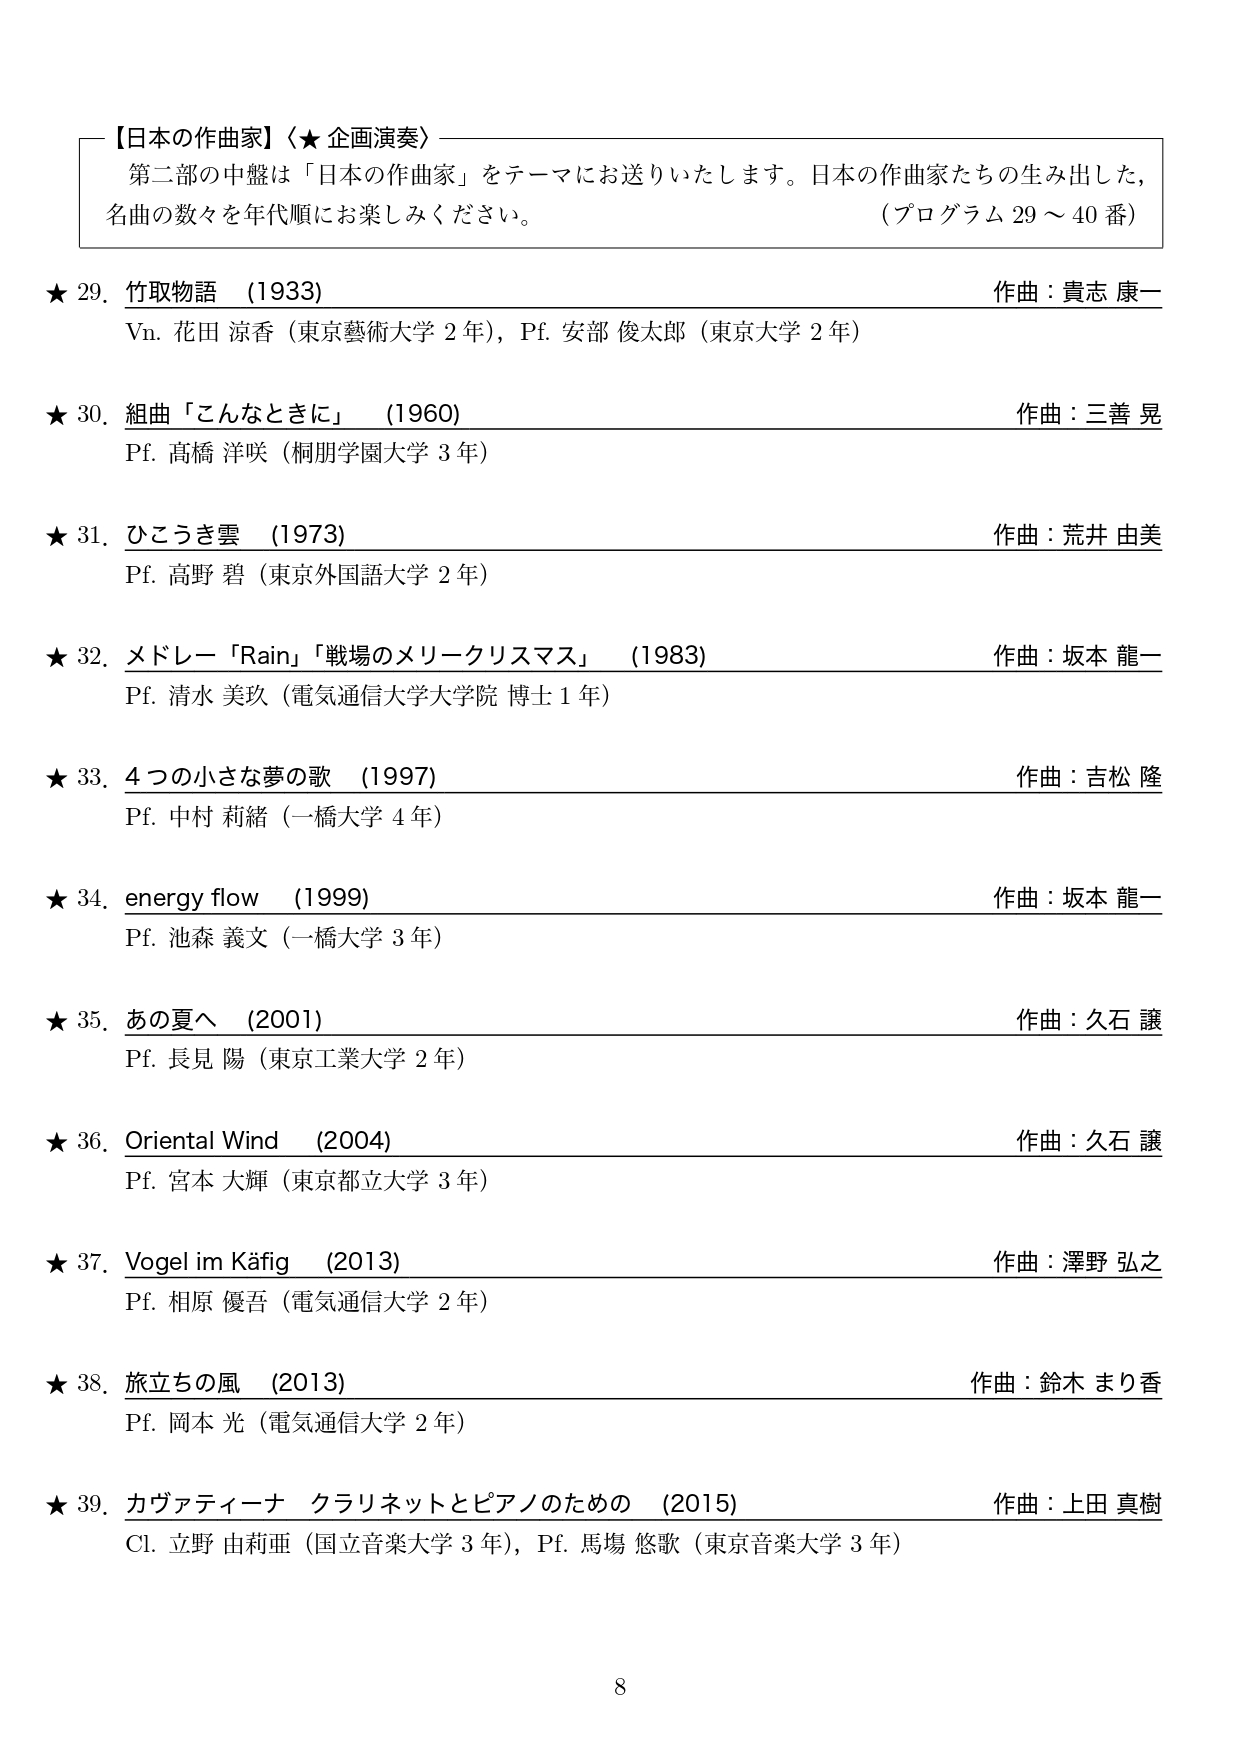 【日本の作曲家】〈★ 企画演奏〉
第二部の中盤は「日本の作曲家」をテーマにお送りいたします。日本の作曲家たちの生み出した，
名曲の数々を年代順にお楽しみください。 （プログラム 29 ～ 40 番）
★ 29. 竹取物語 (1933) 作曲：貴志 康一
Vn. 花田 涼香（東京藝術大学 2 年），Pf. 安部 俊太郎（東京大学 2 年）
★ 30. 組曲「こんなときに」 (1960) 作曲：三善 晃
Pf. 髙橋 洋咲（桐朋学園大学 3 年）
★ 31. ひこうき雲 (1973) 作曲：荒井 由美
Pf. 高野 碧（東京外国語大学 2 年）
★ 32. メドレー「Rain」「戦場のメリークリスマス」 (1983) 作曲：坂本 龍一
Pf. 清水 美玖（電気通信大学大学院 博士 1 年）
★ 33. 4 つの小さな夢の歌 (1997) 作曲：吉松 隆
Pf. 中村 莉緒（一橋大学 4 年）
★ 34. energy flow (1999) 作曲：坂本 龍一
Pf. 池森 義文（一橋大学 3 年）
★ 35. あの夏へ (2001) 作曲：久石 譲
Pf. 長見 陽（東京工業大学 2 年）
★ 36. Oriental Wind (2004) 作曲：久石 譲
Pf. 宮本 大輝（東京都立大学 3 年）
★ 37. Vogel im Käfig (2013) 作曲：澤野 弘之
Pf. 相原 優吾（電気通信大学 2 年）
★ 38. 旅立ちの風 (2013) 作曲：鈴木 まり香
Pf. 岡本 光（電気通信大学 2 年）
★ 39. カヴァティーナ クラリネットとピアノのための (2015) 作曲：上田 真樹
Cl. 立野 由莉亜（国立音楽大学 3 年），Pf. 馬塲 悠歌（東京音楽大学 3 年）
8